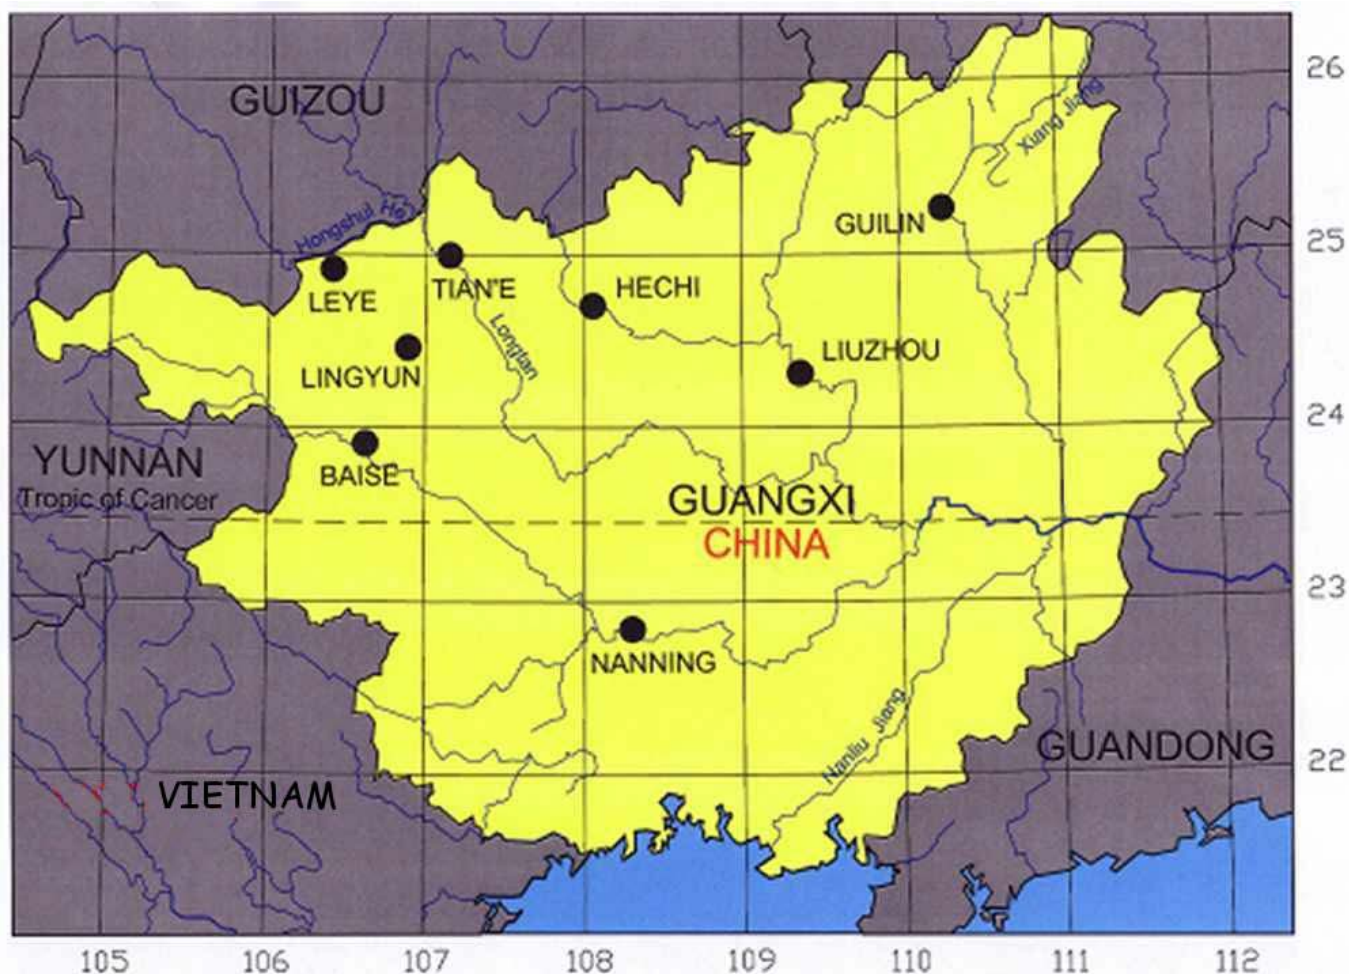 26
GUIZOU
Xiang Jiang
Hongshui He
GUILIN
25
LEYE
TIAN'E
HECHI
Longtan
LIUZHOU
LINGYUN
24
YUNNAN
BAISE
Tropic of Cancer
GUANGXI
CHINA
23
NANNING
Nanliu Jiang
GUANDONG
22
VIETNAM
105 106 107 108 109 110 111 112